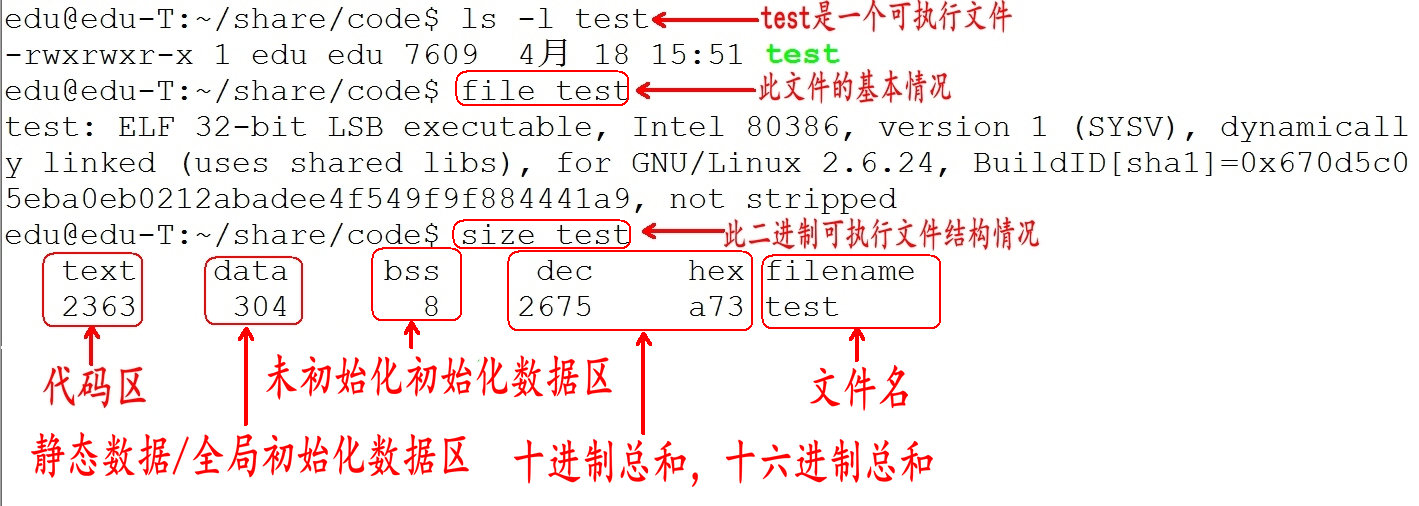 edu@edu-T:~/share/code$ ls -l test test是一个可执行文件
-rwxrwxr-x 1 edu edu 7609 4月 18 15:51 test
edu@edu-T:~/share/code$ file test 此文件的基本情况
test: ELF 32-bit LSB executable, Intel 80386, version 1 (SYSV), dynamicall
y linked (uses shared libs), for GNU/Linux 2.6.24, BuildID[sha1]=0x670d5c0
5eba0eb0212abadee4f549f9f884441a9, not stripped
edu@edu-T:~/share/code$ size test 此二进制可执行文件结构情况
text data bss dec hex filename
2363 304 8 2675 a73 test
代码区 未初始化初始化数据区 文件名
静态数据/全局初始化数据区 十进制总和，十六进制总和